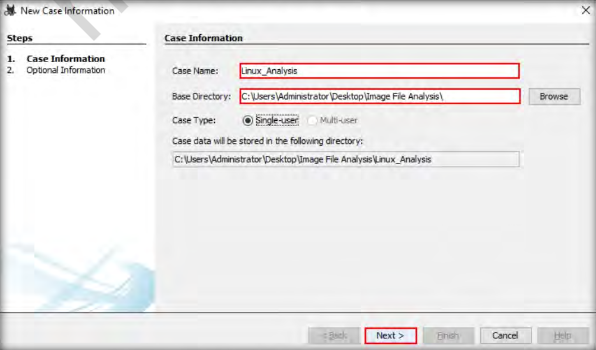 New Case Information
Steps
1. Case Information
2. Optional Information
Case Information
Case Name: Linux_Analysis
Base Directory: C:\Users\Administrator\Desktop\Image File Analysis\ Browse
Case Type: Single-user Multi-user
Case data will be stored in the following directory:
C:\Users\Administrator\Desktop\Image File Analysis\Linux_Analysis
< Back Next > Finish Cancel Help